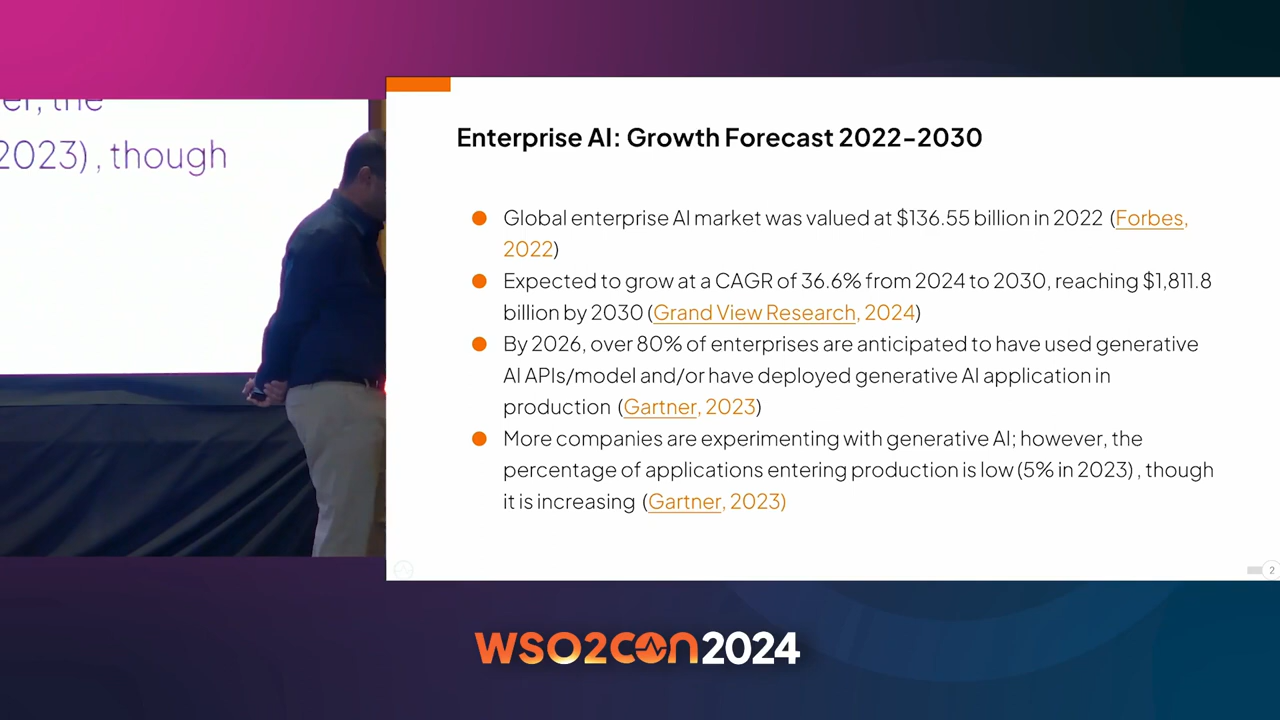 er, the
2023) , though
Enterprise AI: Growth Forecast 2022-2030
Global enterprise AI market was valued at $136.55 billion in 2022 (Forbes,
2022)
Expected to grow at a CAGR of 36.6% from 2024 to 2030, reaching $1,811.8
billion by 2030 (Grand View Research, 2024)
By 2026, over 80% of enterprises are anticipated to have used generative
AI APIs/model and/or have deployed generative AI application in
production (Gartner, 2023)
More companies are experimenting with generative AI; however, the
percentage of applications entering production is low (5% in 2023) , though
it is increasing (Gartner, 2023)
2
WSO2CON2024